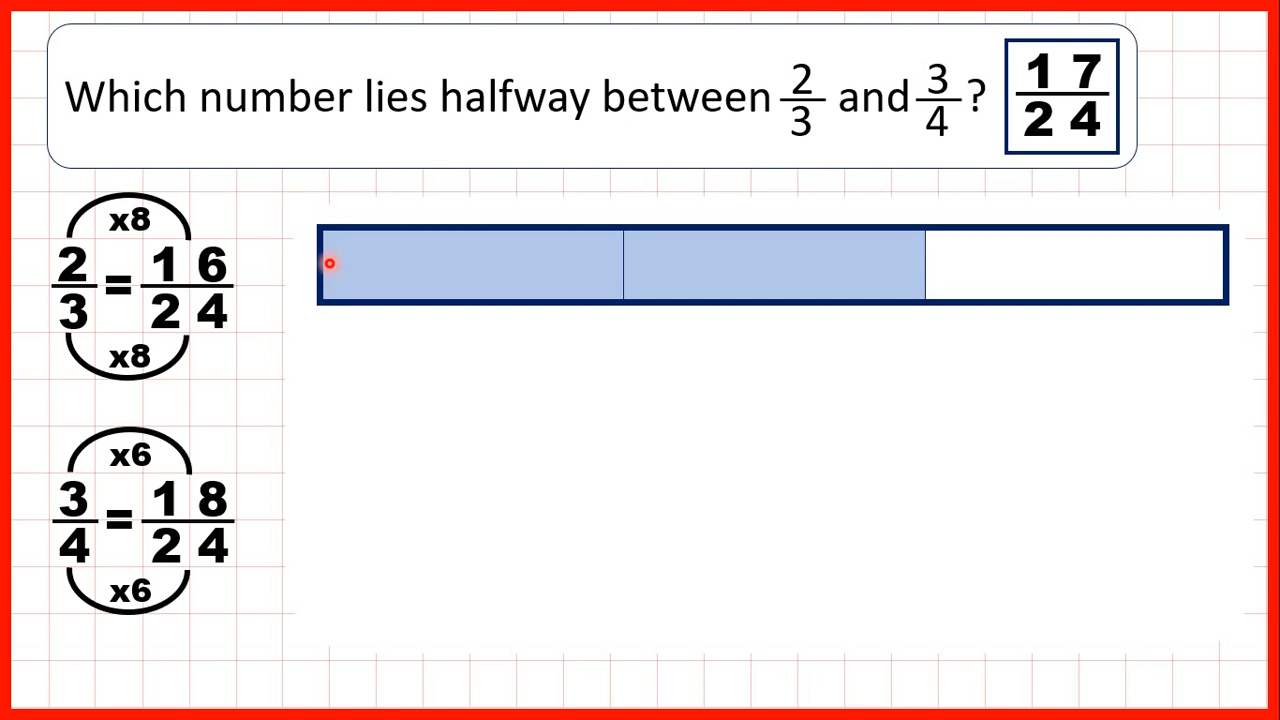 Which number lies halfway between 2/3 and 3/4? 17/24
x8
2/3 = 16/24
x8
x6
3/4 = 18/24
x6